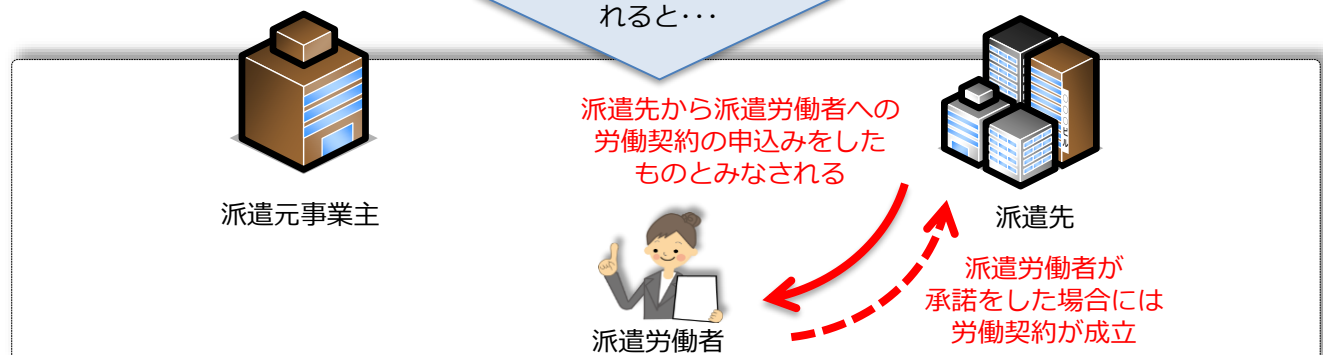 れると･･･
派遣先から派遣労働者への
労働契約の申込みをした
ものとみなされる
派遣元事業主
派遣先
派遣労働者が
承諾をした場合には
労働契約が成立
派遣労働者
○○○ビル